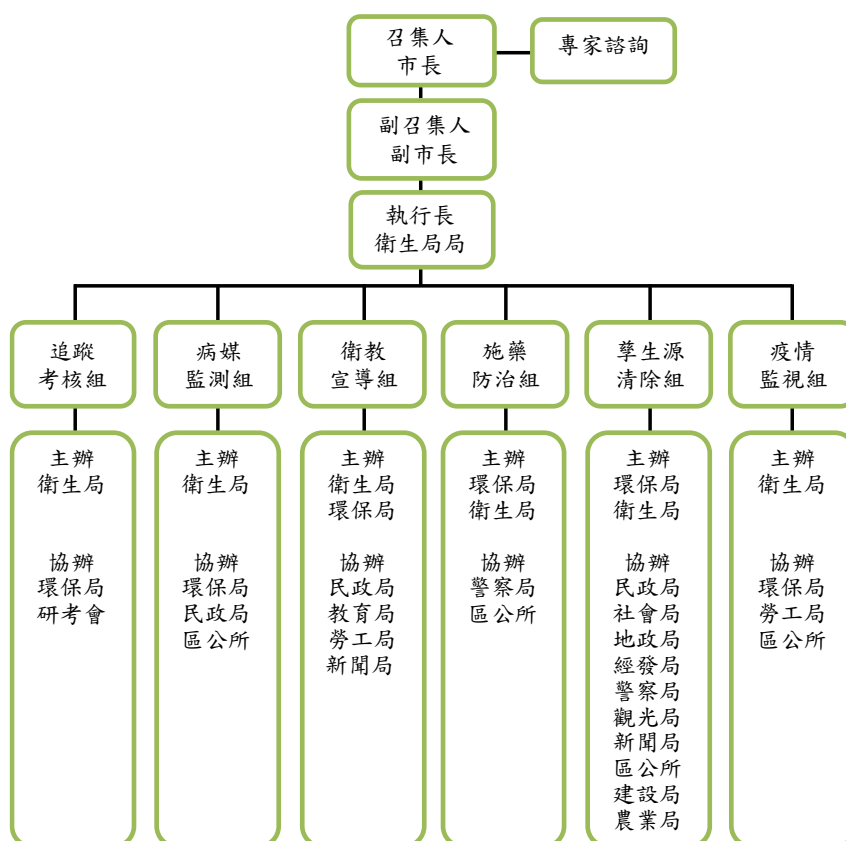 召集人
市長
專家諮詢
副召集人
副市長
執行長
衛生局局
追蹤
考核組
病媒
監測組
衛教
宣導組
施藥
防治組
孳生源
清除組
疫情
監視組
主辦
衛生局
協辦
環保局
研考會
主辦
衛生局
協辦
環保局
民政局
區公所
主辦
衛生局
環保局
協辦
民政局
教育局
勞工局
新聞局
主辦
環保局
衛生局
協辦
警察局
區公所
主辦
環保局
衛生局
協辦
民政局
社會局
地政局
經發局
警察局
觀光局
新聞局
區公所
建設局
農業局
主辦
衛生局
協辦
環保局
勞工局
區公所